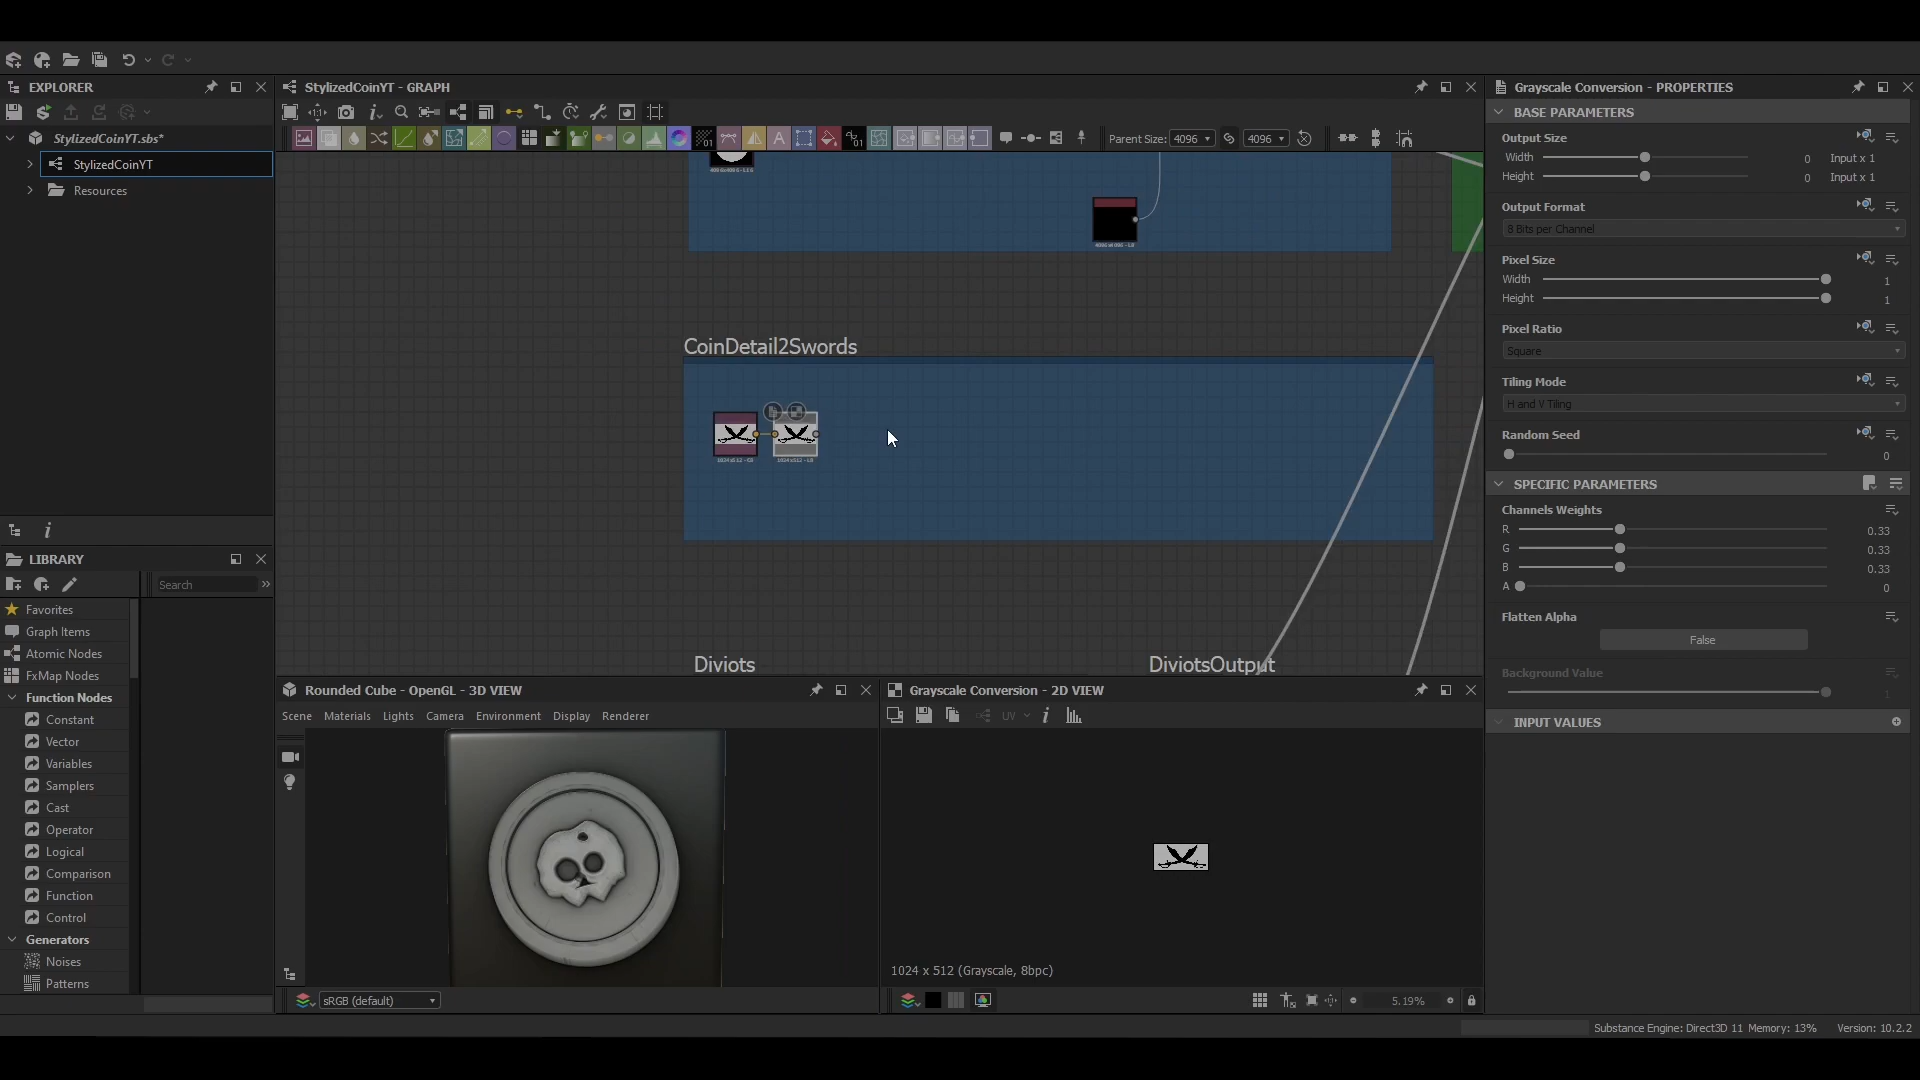 EXPLORER
StylizedCoinYT.sbs*
StylizedCoinYT
Resources
LIBRARY
Search
Favorites
Graph Items
Atomic Nodes
FxMap Nodes
Function Nodes
Constant
Vector
Variables
Samplers
Cast
Operator
Logical
Comparison
Function
Control
Generators
Noises
Patterns
StylizedCoinYT - GRAPH
Parent Size: 4096 4096
CoinDetail2Swords
Diviots
DiviotsOutput
Rounded Cube - OpenGL - 3D VIEW
Scene Materials Lights Camera Environment Display Renderer
sRGB (default)
Grayscale Conversion - 2D VIEW
UV
1024 x 512 (Grayscale, 8bpc)
5.19%
Grayscale Conversion - PROPERTIES
BASE PARAMETERS
Output Size
Width 0 Input x 1
Height 0 Input x 1
Output Format
8 Bits per Channel
Pixel Size
Width 1
Height 1
Pixel Ratio
Square
Tiling Mode
H and V Tiling
Random Seed
0
SPECIFIC PARAMETERS
Channels Weights
R 0.33
G 0.33
B 0.33
A 0
Flatten Alpha
False
Background Value
1
INPUT VALUES
Substance Engine: Direct3D 11 Memory: 13% Version: 10.2.2